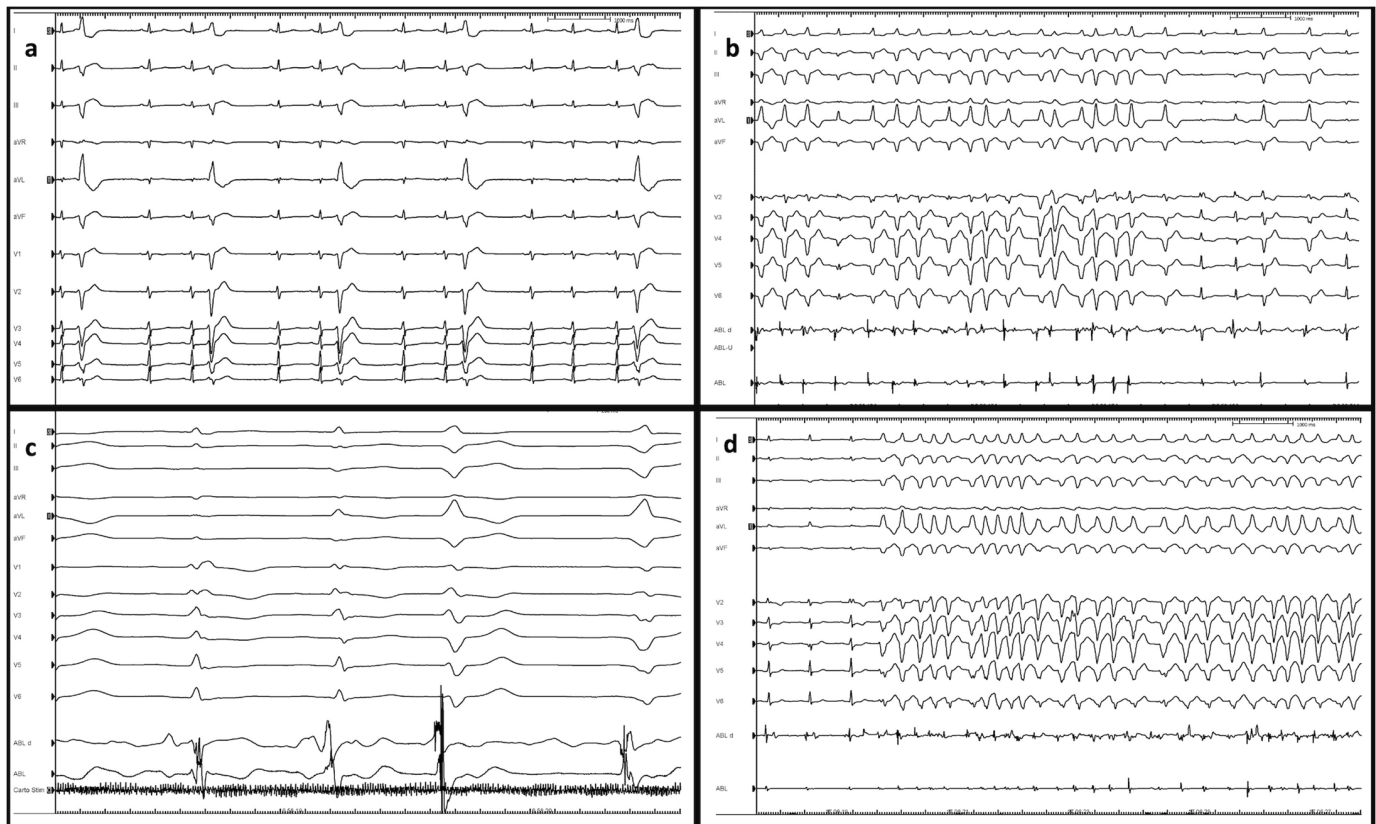 1000 ms
a
I
II
III
aVR
aVL
aVF
V1
V2
V3
V4
V5
V6
1000 ms
b
I
II
III
aVR
aVL
aVF
V2
V3
V4
V5
V6
ABL d
ABL-U
ABL
c
I
II
III
aVR
aVL
aVF
V1
V2
V3
V4
V5
V6
ABL d
ABL
Carto Stim
1000 ms
d
I
II
III
aVR
aVL
aVF
V2
V3
V4
V5
V6
ABL d
ABL